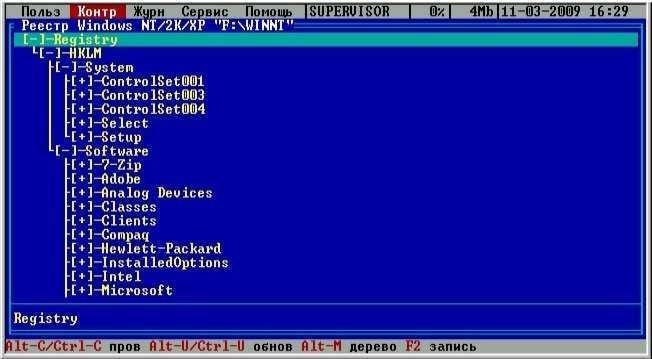 Польз Контр Журн Сервис Помощь SUPERVISOR 0% 4Mb 11-03-2009 16:29
Реестр Windows NT/2K/XP "F:\WINNT"
[-]-Registry
[-]-HKLM
[-]-System
[+]-ControlSet001
[+]-ControlSet003
[+]-ControlSet004
[+]-Select
[+]-Setup
[-]-Software
[+]-7-Zip
[+]-Adobe
[+]-Analog Devices
[+]-Classes
[+]-Clients
[+]-Compaq
[+]-Hewlett-Packard
[+]-InstalledOptions
[+]-Intel
[+]-Microsoft
Registry
Alt-C/Ctrl-C пров Alt-U/Ctrl-U обнов Alt-M дерево F2 запись